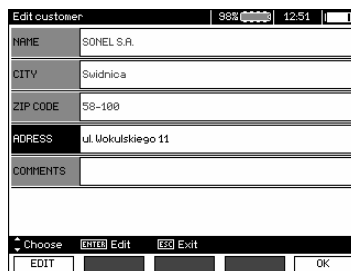 Edit customer 98% 12:51
NAME SONEL S.A.
CITY Swidnica
ZIP CODE 58-100
ADRESS ul. Wokulskiego 11
COMMENTS
Choose ENTER Edit ESC Exit
EDIT OK